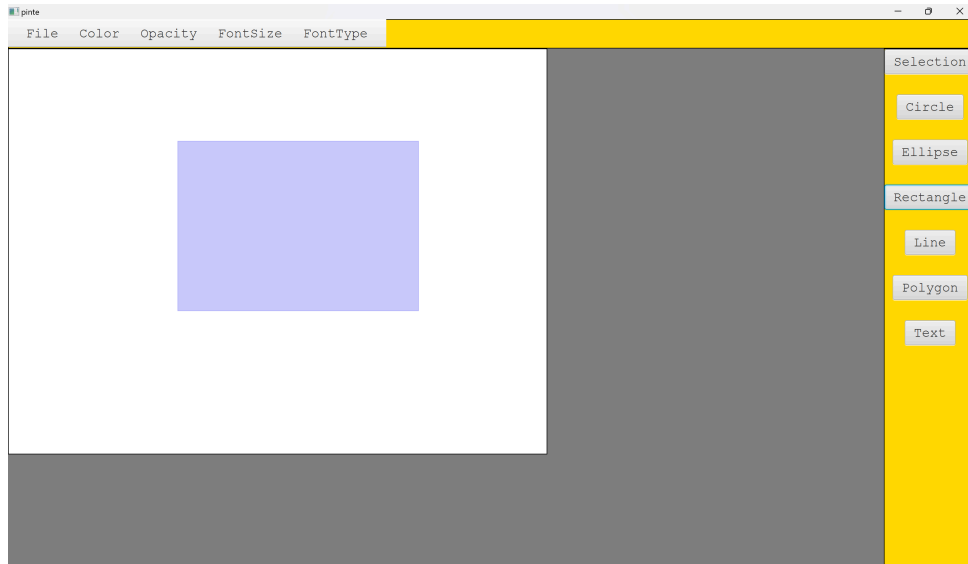 pinte
File Color Opacity FontSize FontType
Selection
Circle
Ellipse
Rectangle
Line
Polygon
Text